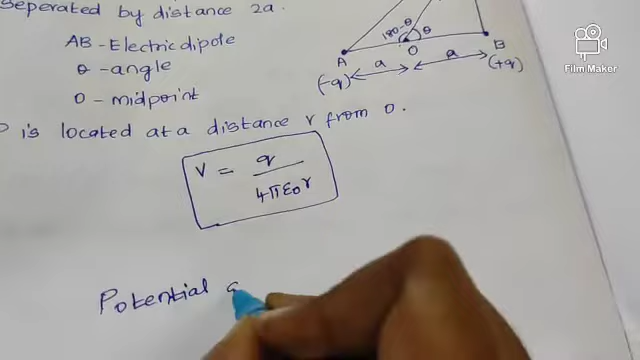 Seperated by distance 2a.
AB - Electric dipole
θ - angle
O - midpoint
P is located at a distance r from O.
V = q / 4πε₀r
Potential a
180-θ
θ
O
A
a
a
B
(-q)
(+q)
Film Maker